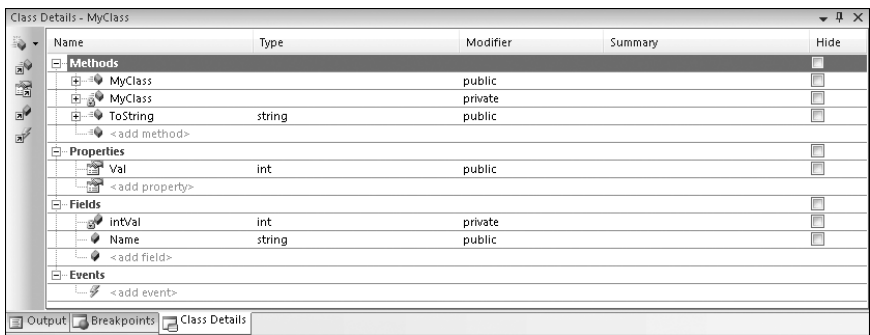 Class Details - MyClass
Name Type Modifier Summary Hide
Methods
MyClass public
MyClass private
ToString string public
<add method>
Properties
Val int public
<add property>
Fields
intVal int private
Name string public
<add field>
Events
<add event>
Output Breakpoints Class Details